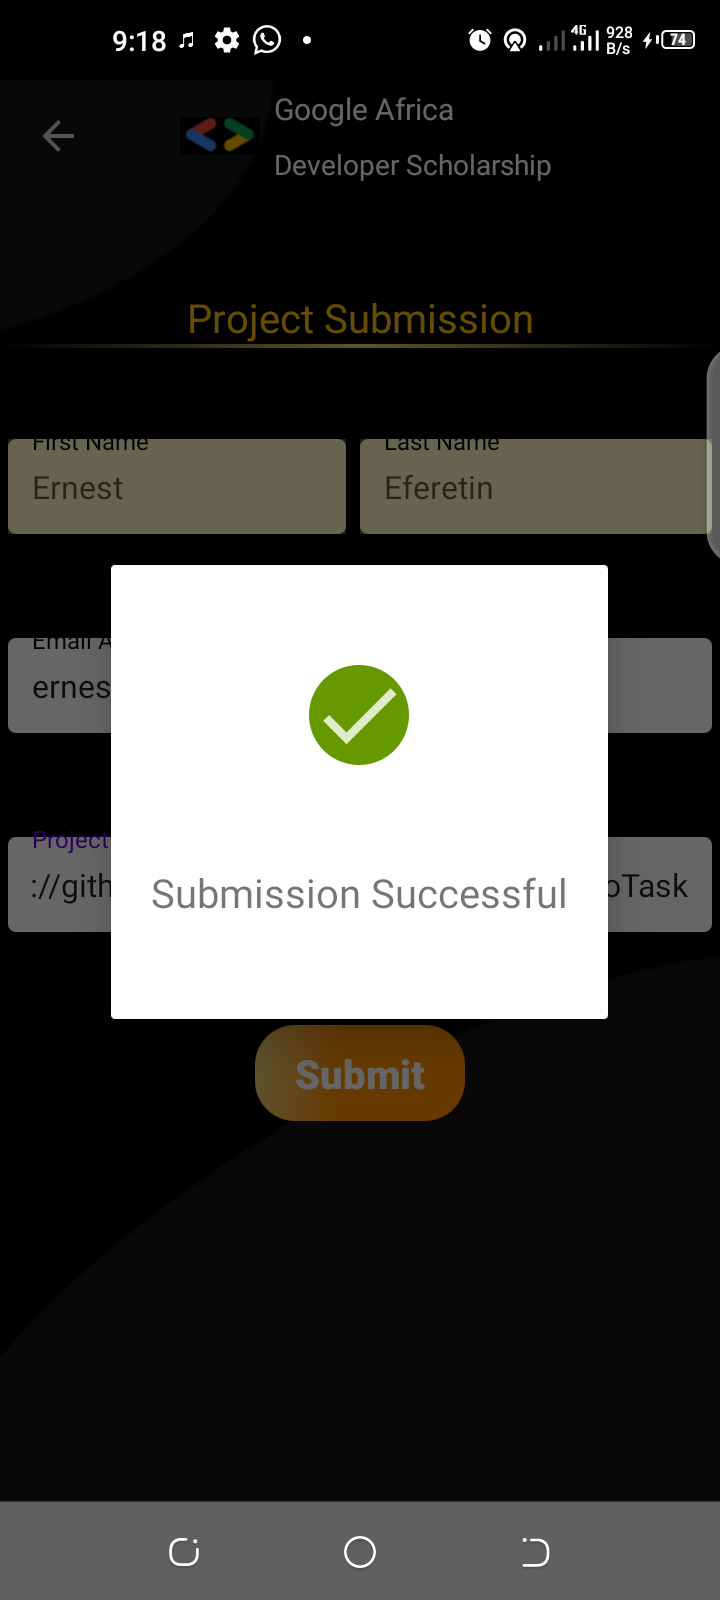 9:18
4G
928
B/s
74
Google Africa
Developer Scholarship
Project Submission
First Name
Last Name
Ernest
Eferetin
Email A
ernes
Project
://gith
oTask
Submission Successful
Submit